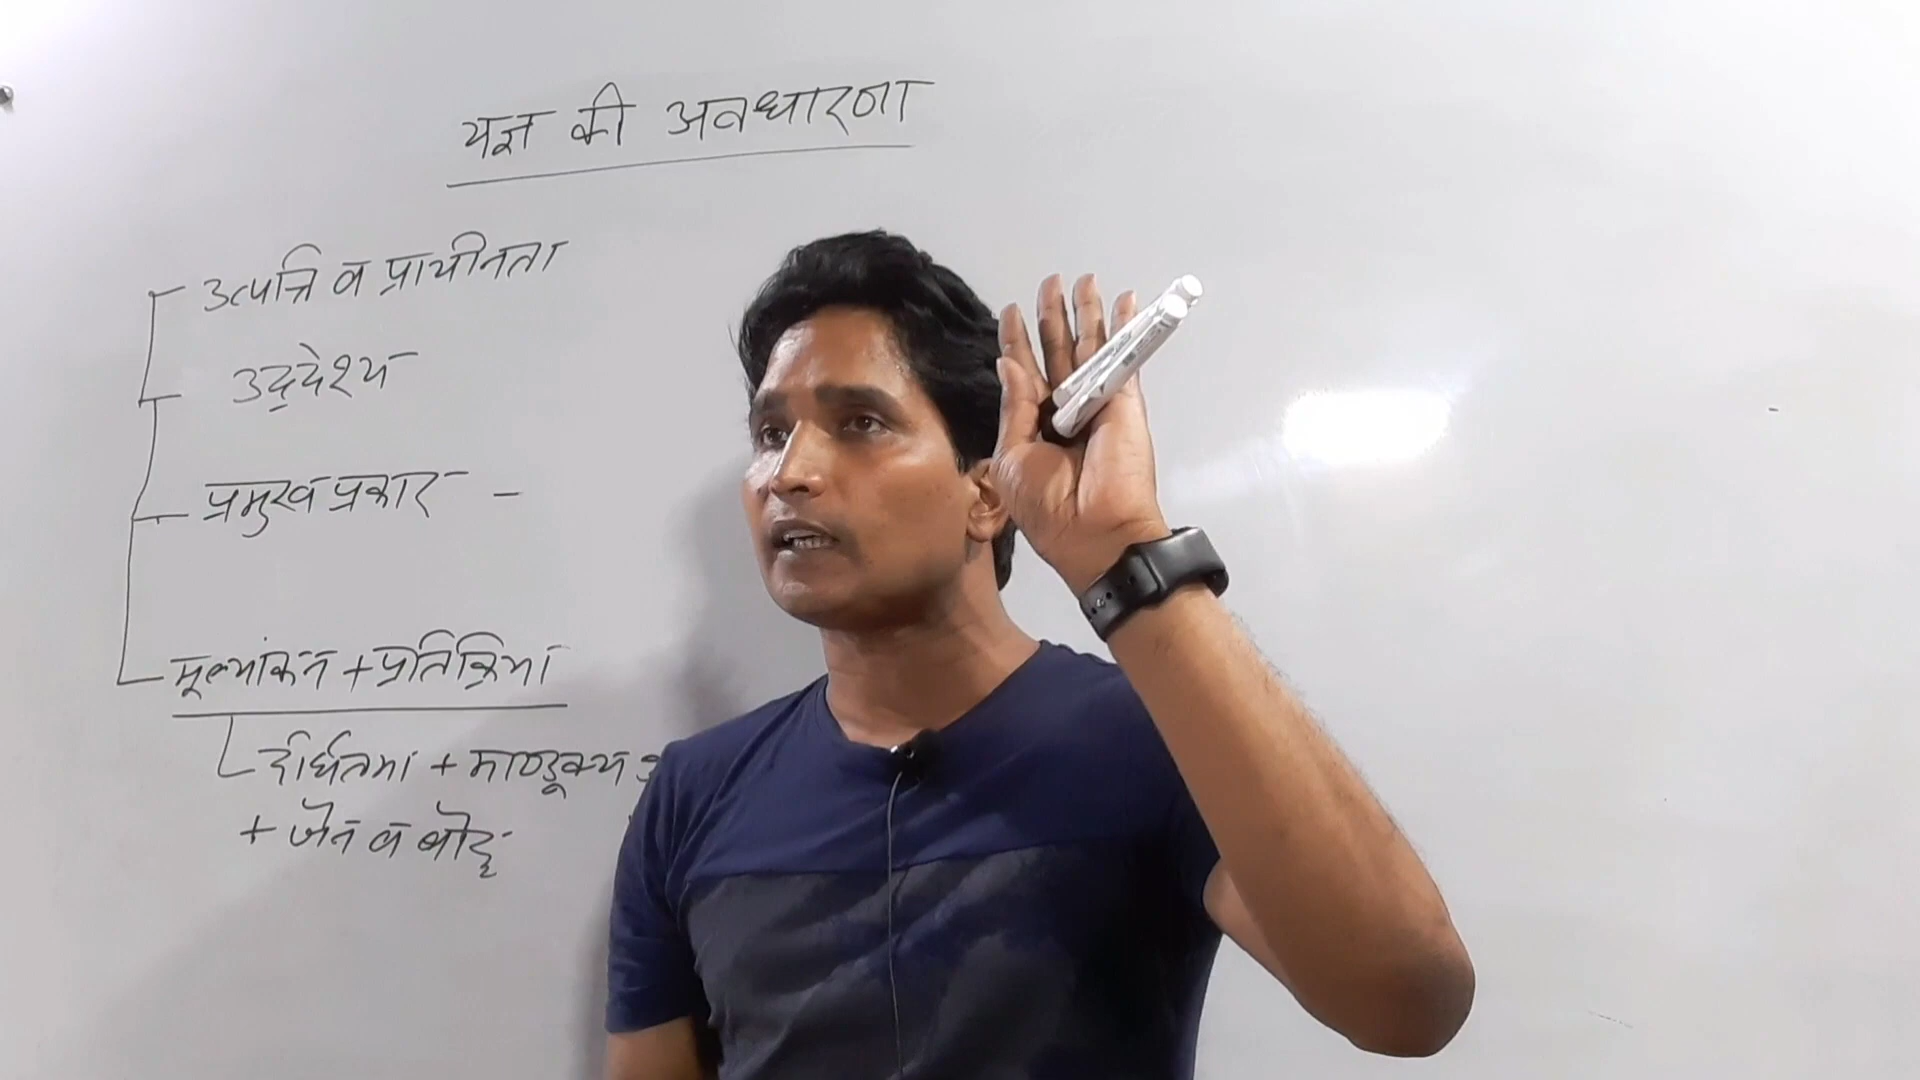 यज्ञ की अवधारणा
उत्पत्ति व प्राचीनता
उद्देश्य
प्रमुख प्रकार -
मूल्यांकन + प्रतिक्रिया
दीर्घतमा + माण्डूक्य
+ जैन व बौद्ध